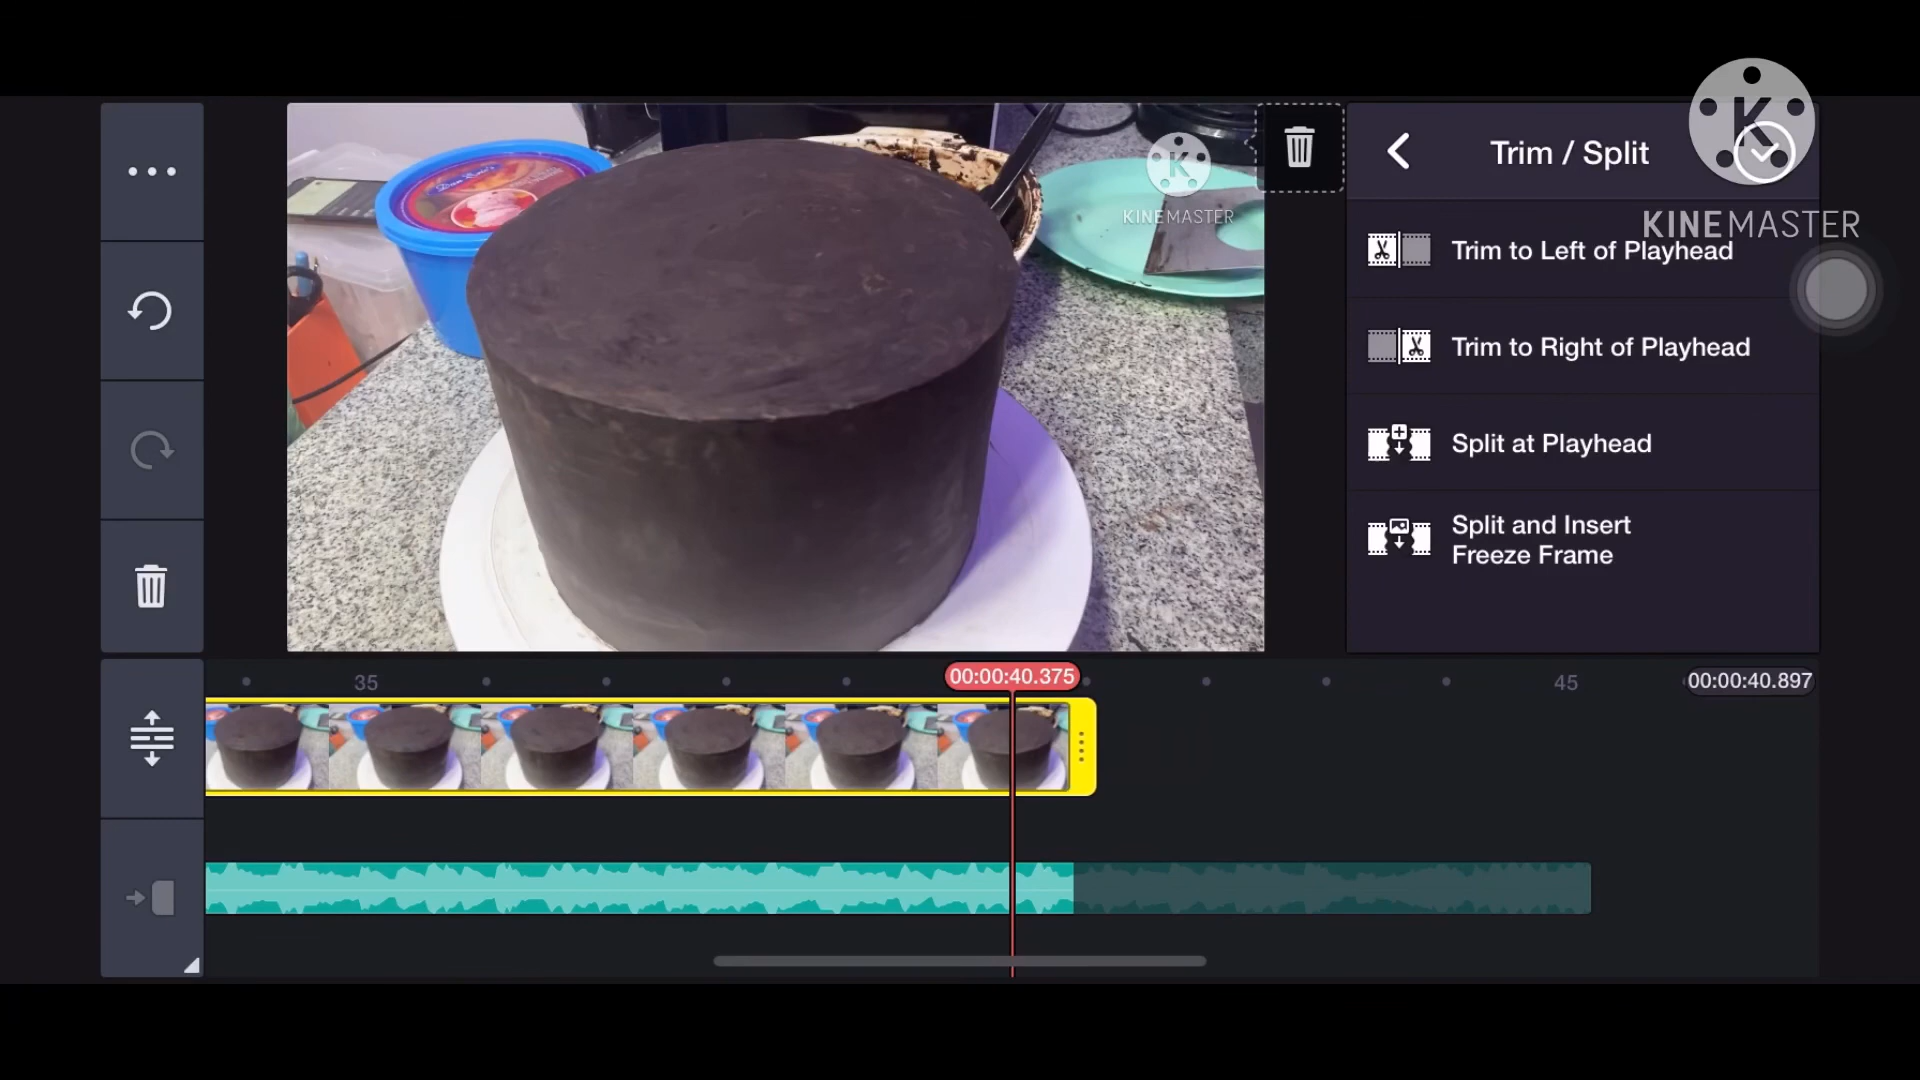 K
KINEMASTER
Trim / Split
K
KINEMASTER
Trim to Left of Playhead
Trim to Right of Playhead
Split at Playhead
Split and Insert
Freeze Frame
35
00:00:40.375
45
00:00:40.897